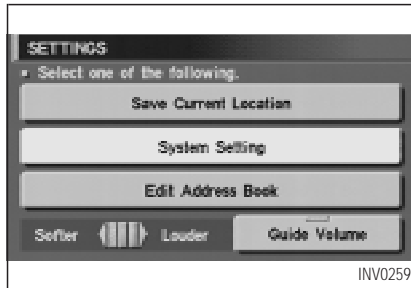 SETTINGS
Select one of the following.
Save Current Location
System Setting
Edit Address Book
Softer Louder Guide Volume
INV0259